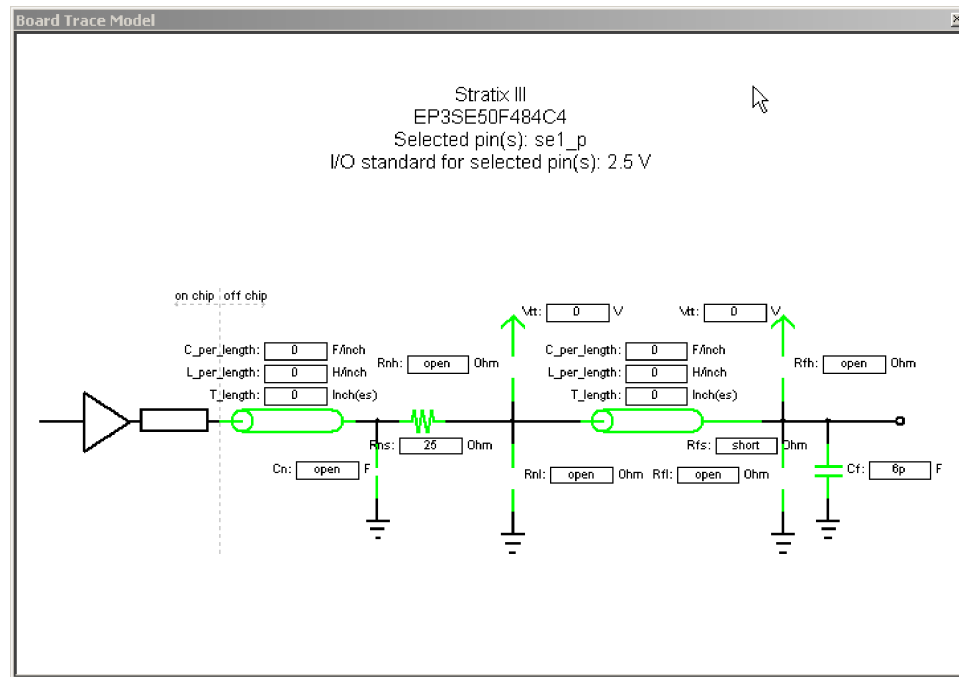 Board Trace Model
Stratix III
EP3SE50F484C4
Selected pin(s): se1_p
I/O standard for selected pin(s): 2.5 V
on chip off chip
Vtt: 0 V Vtt: 0 V
C_per_length: 0 F/inch C_per_length: 0 F/inch
Rnh: open Ohm Rfh: open Ohm
L_per_length: 0 H/inch L_per_length: 0 H/inch
T_length: 0 Inch(es) T_length: 0 Inch(es)
Rns: 25 Ohm Rfs: short Ohm
Cn: open F Rnl: open Ohm Rfl: open Ohm Cf: 6p F